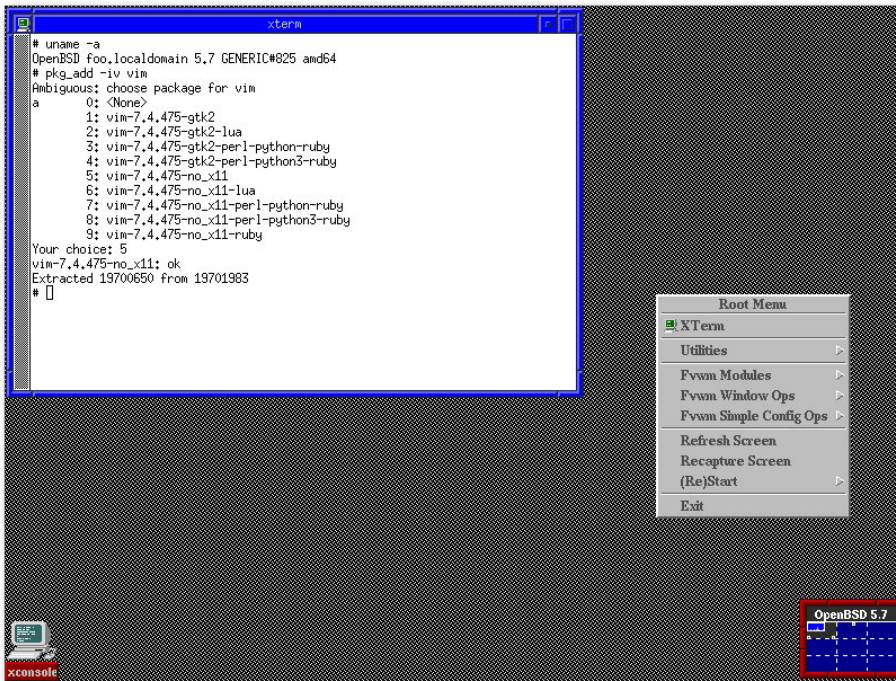 xterm
# uname -a
OpenBSD foo.localdomain 5.7 GENERIC#825 amd64
# pkg_add -iv vim
Ambiguous: choose package for vim
a       0: <None>
        1: vim-7.4.475-gtk2
        2: vim-7.4.475-gtk2-lua
        3: vim-7.4.475-gtk2-perl-python-ruby
        4: vim-7.4.475-gtk2-perl-python3-ruby
        5: vim-7.4.475-no_x11
        6: vim-7.4.475-no_x11-lua
        7: vim-7.4.475-no_x11-perl-python-ruby
        8: vim-7.4.475-no_x11-perl-python3-ruby
        9: vim-7.4.475-no_x11-ruby
Your choice: 5
vim-7.4.475-no_x11: ok
Extracted 19700650 from 19701983
#
Root Menu
XTerm
Utilities
Fvwm Modules
Fvwm Window Ops
Fvwm Simple Config Ops
Refresh Screen
Recapture Screen
(Re)Start
Exit
OpenBSD 5.7
xconsole